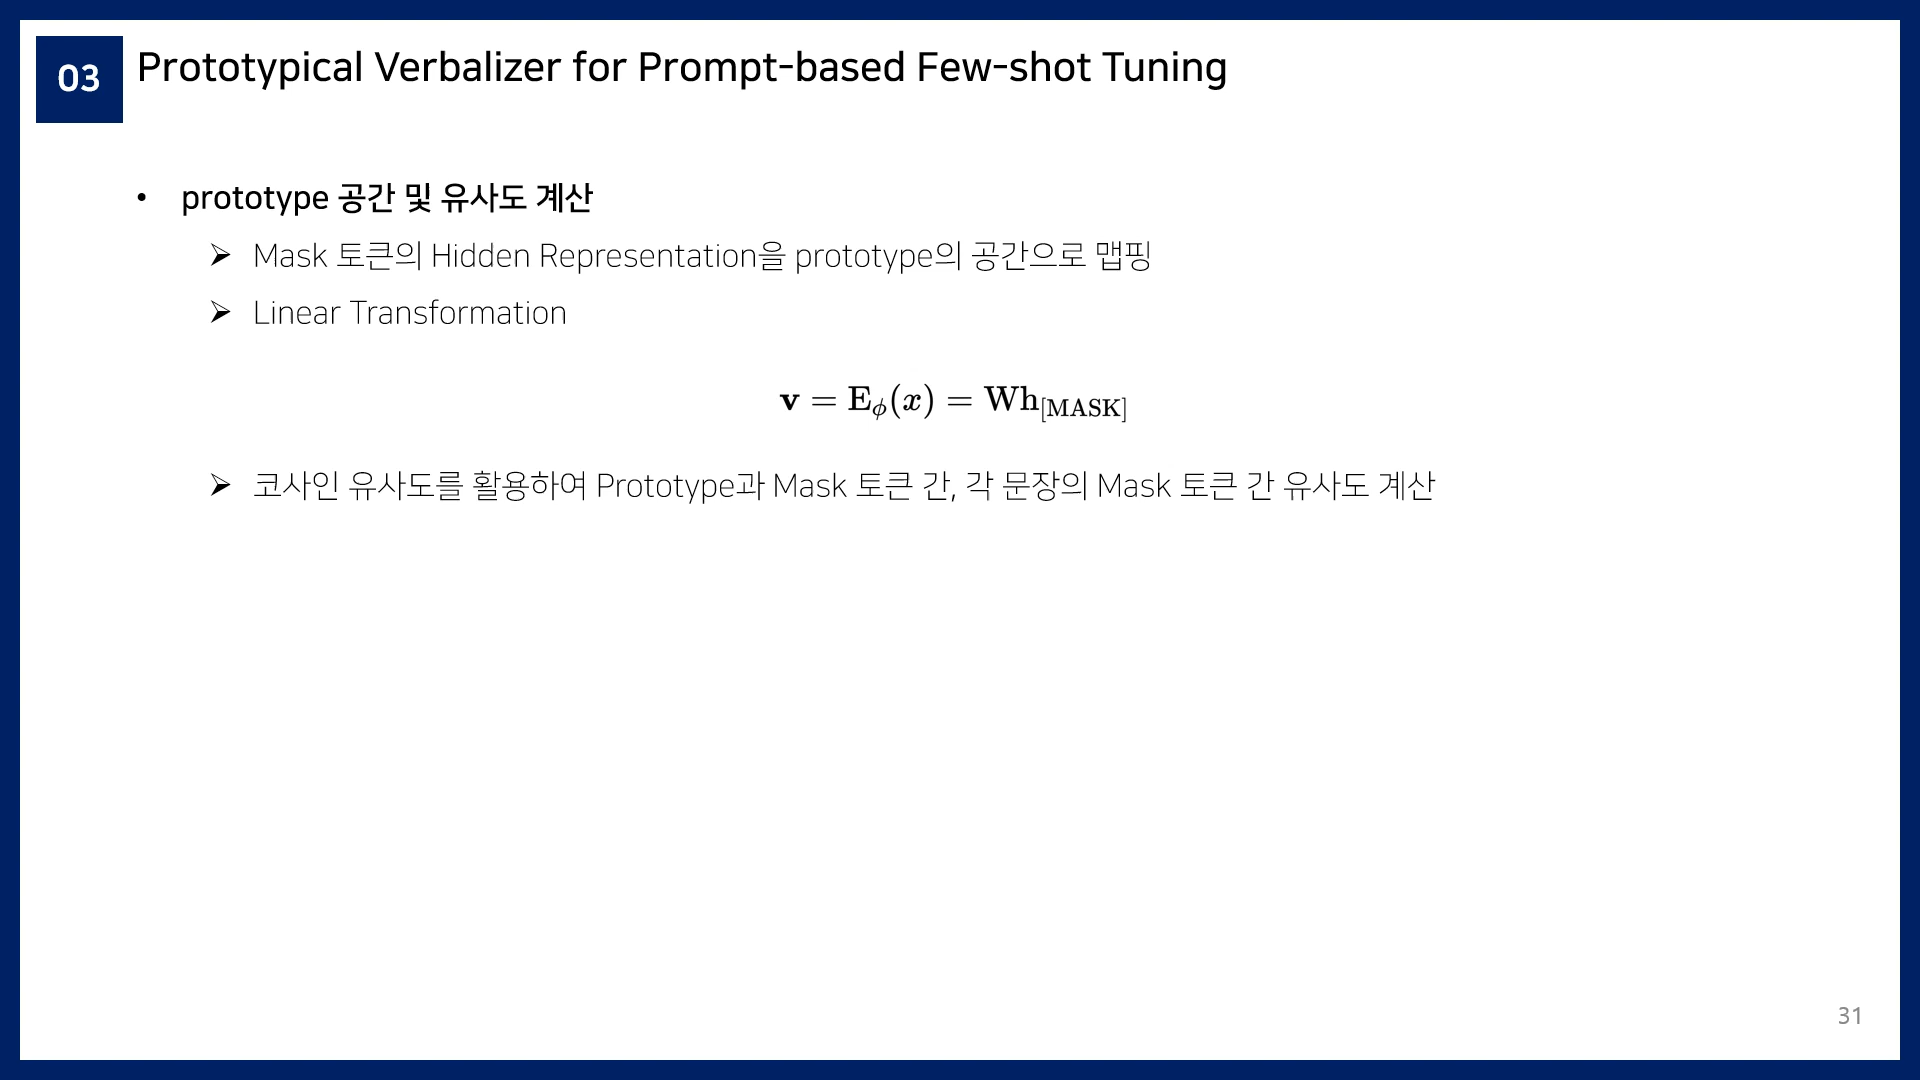 03
Prototypical Verbalizer for Prompt-based Few-shot Tuning
• prototype 공간 및 유사도 계산
➢ Mask 토큰의 Hidden Representation을 prototype의 공간으로 맵핑
➢ Linear Transformation
v = E_ϕ(x) = Wh_[MASK]
➢ 코사인 유사도를 활용하여 Prototype과 Mask 토큰 간, 각 문장의 Mask 토큰 간 유사도 계산
31